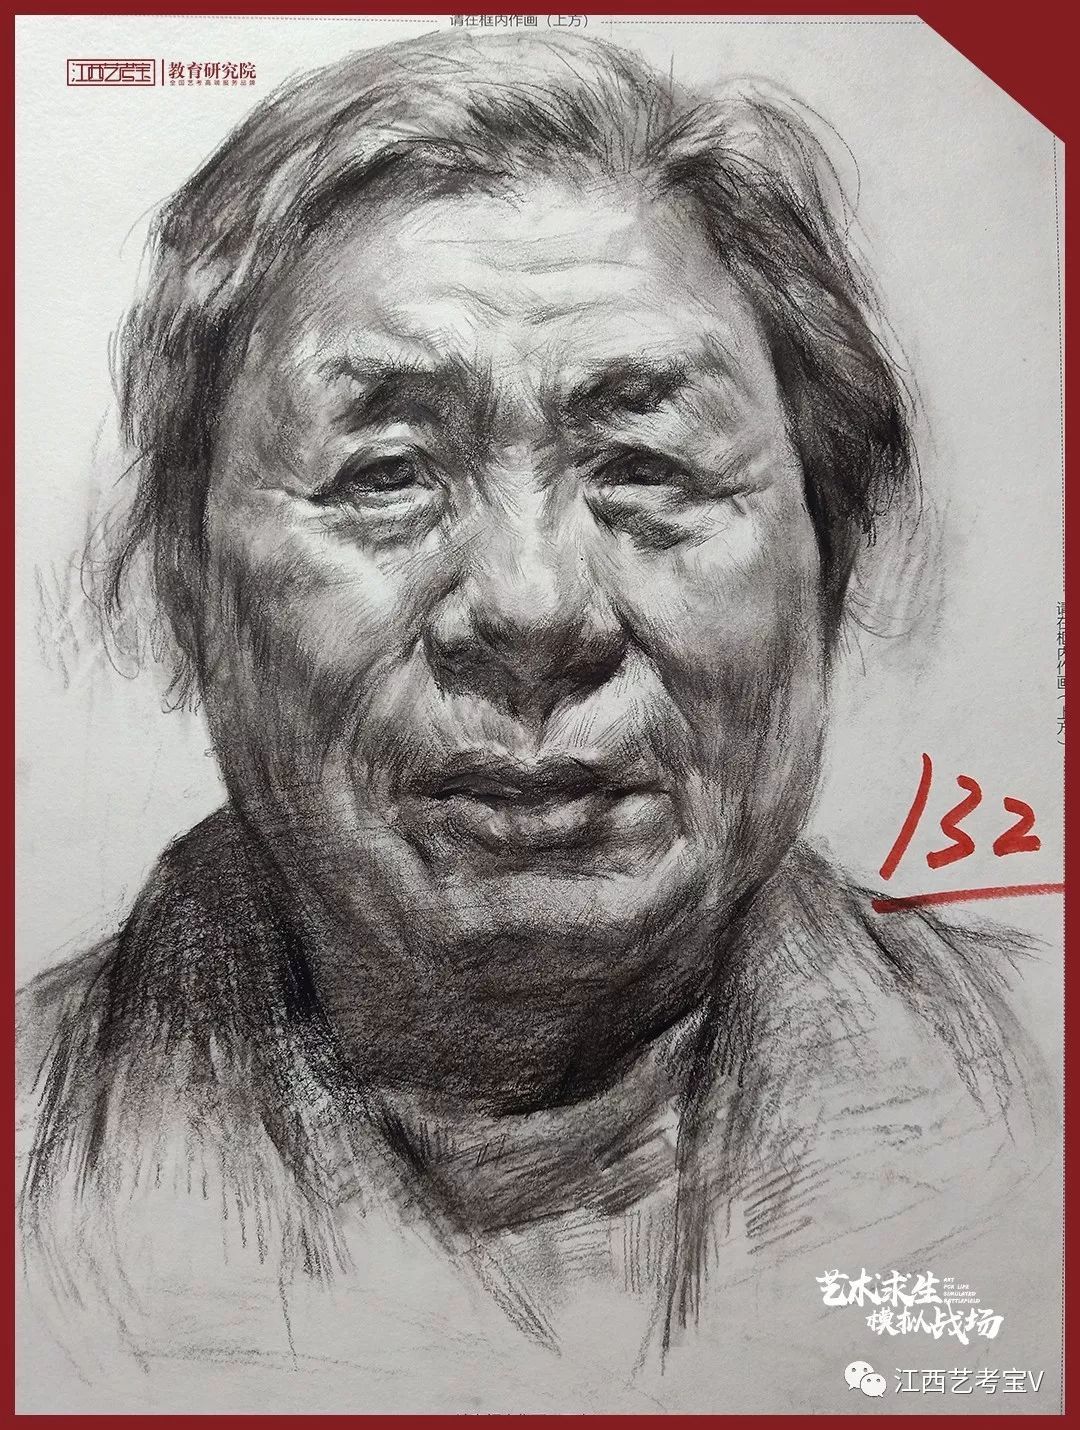 请在框内作画（上方）
江西艺考宝
教育研究院
全国艺考高端服务品牌
请在框内作画（上方）
132
艺术求生
ART
FOR LIFE
SIMULATED
BATTLEFIELD
模拟战场
江西艺考宝V